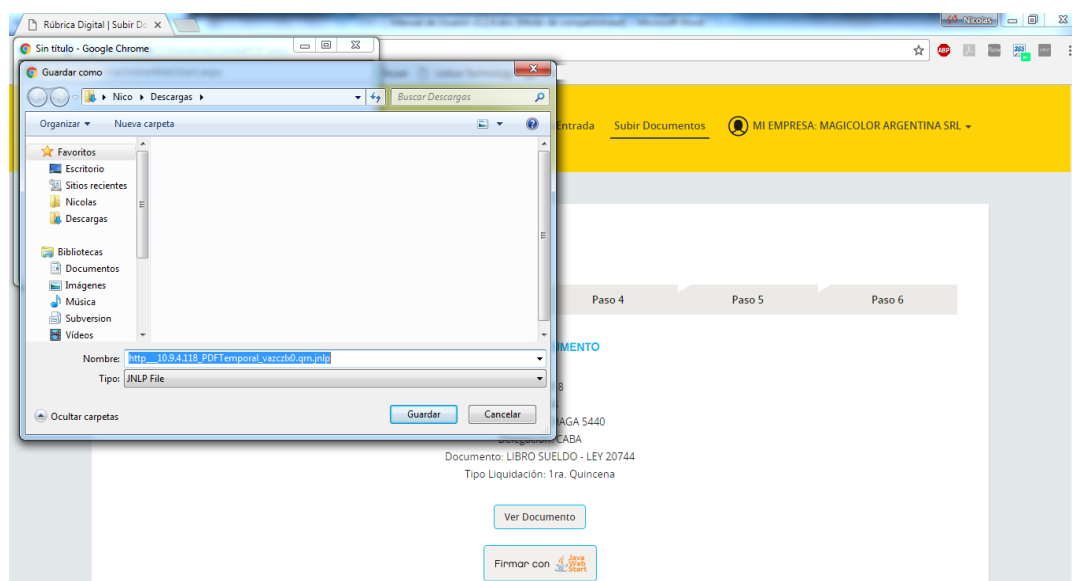 Rúbrica Digital | Subir Do
Nicolas
Sin título - Google Chrome
Guardar como
Nico Descargas
Buscar Descargas
Organizar Nueva carpeta
Entrada Subir Documentos MI EMPRESA: MAGICOLOR ARGENTINA SRL
Favoritos
Escritorio
Sitios recientes
Nicolas
Descargas
Bibliotecas
Documentos
Imágenes
Música
Subversion
Vídeos
Paso 4 Paso 5 Paso 6
Nombre: http__10.9.4.118_PDFTemporal_vazczlx0.qrn.jnlp
Tipo: JNLP File
UMENTO
8
Ocultar carpetas Guardar Cancelar
AGA 5440
CABA
Documento: LIBRO SUELDO - LEY 20744
Tipo Liquidación: 1ra. Quincena
Ver Documento
Firmar con Java Web Start